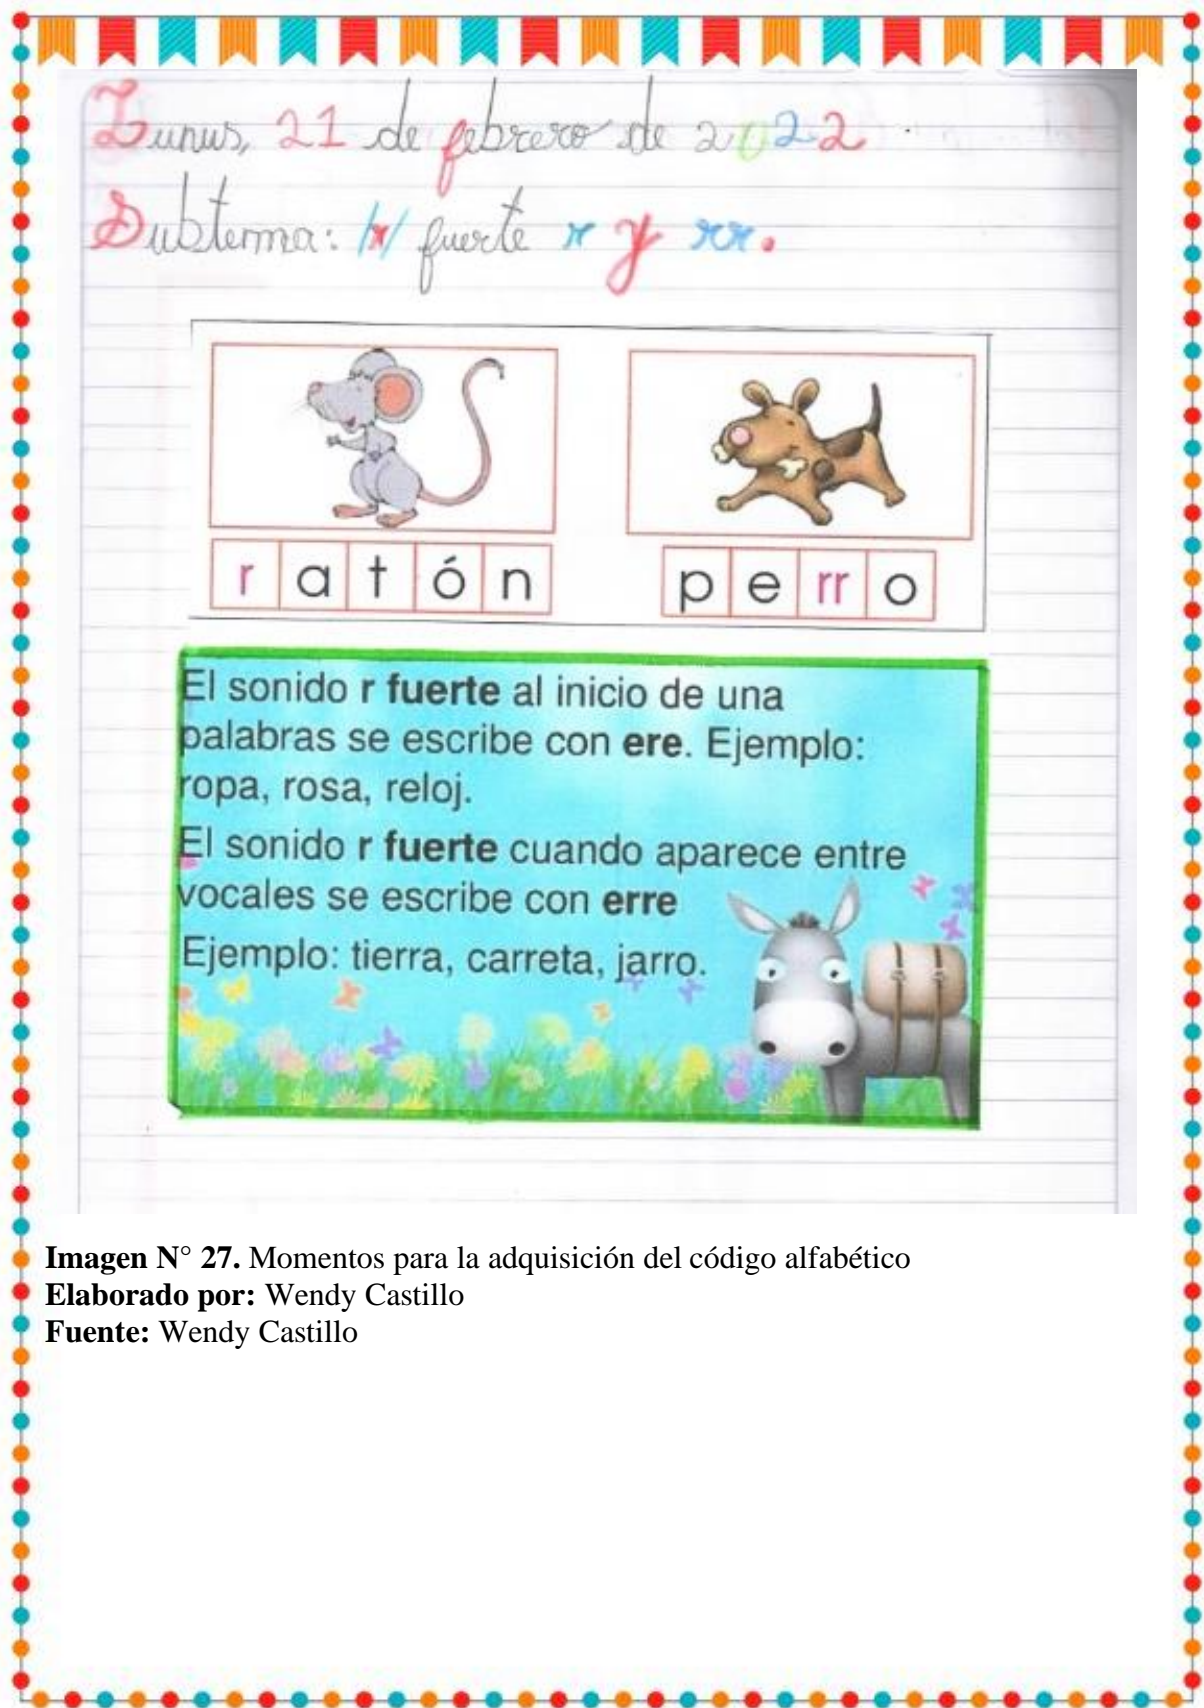 Lunes, 21 de febrero de 2022
Subtema: /r/ fuerte r y rr.
r a t ó n
p e rr o
El sonido r fuerte al inicio de una
palabras se escribe con ere. Ejemplo:
ropa, rosa, reloj.
El sonido r fuerte cuando aparece entre
vocales se escribe con erre
Ejemplo: tierra, carreta, jarro.
Imagen N° 27. Momentos para la adquisición del código alfabético
Elaborado por: Wendy Castillo
Fuente: Wendy Castillo